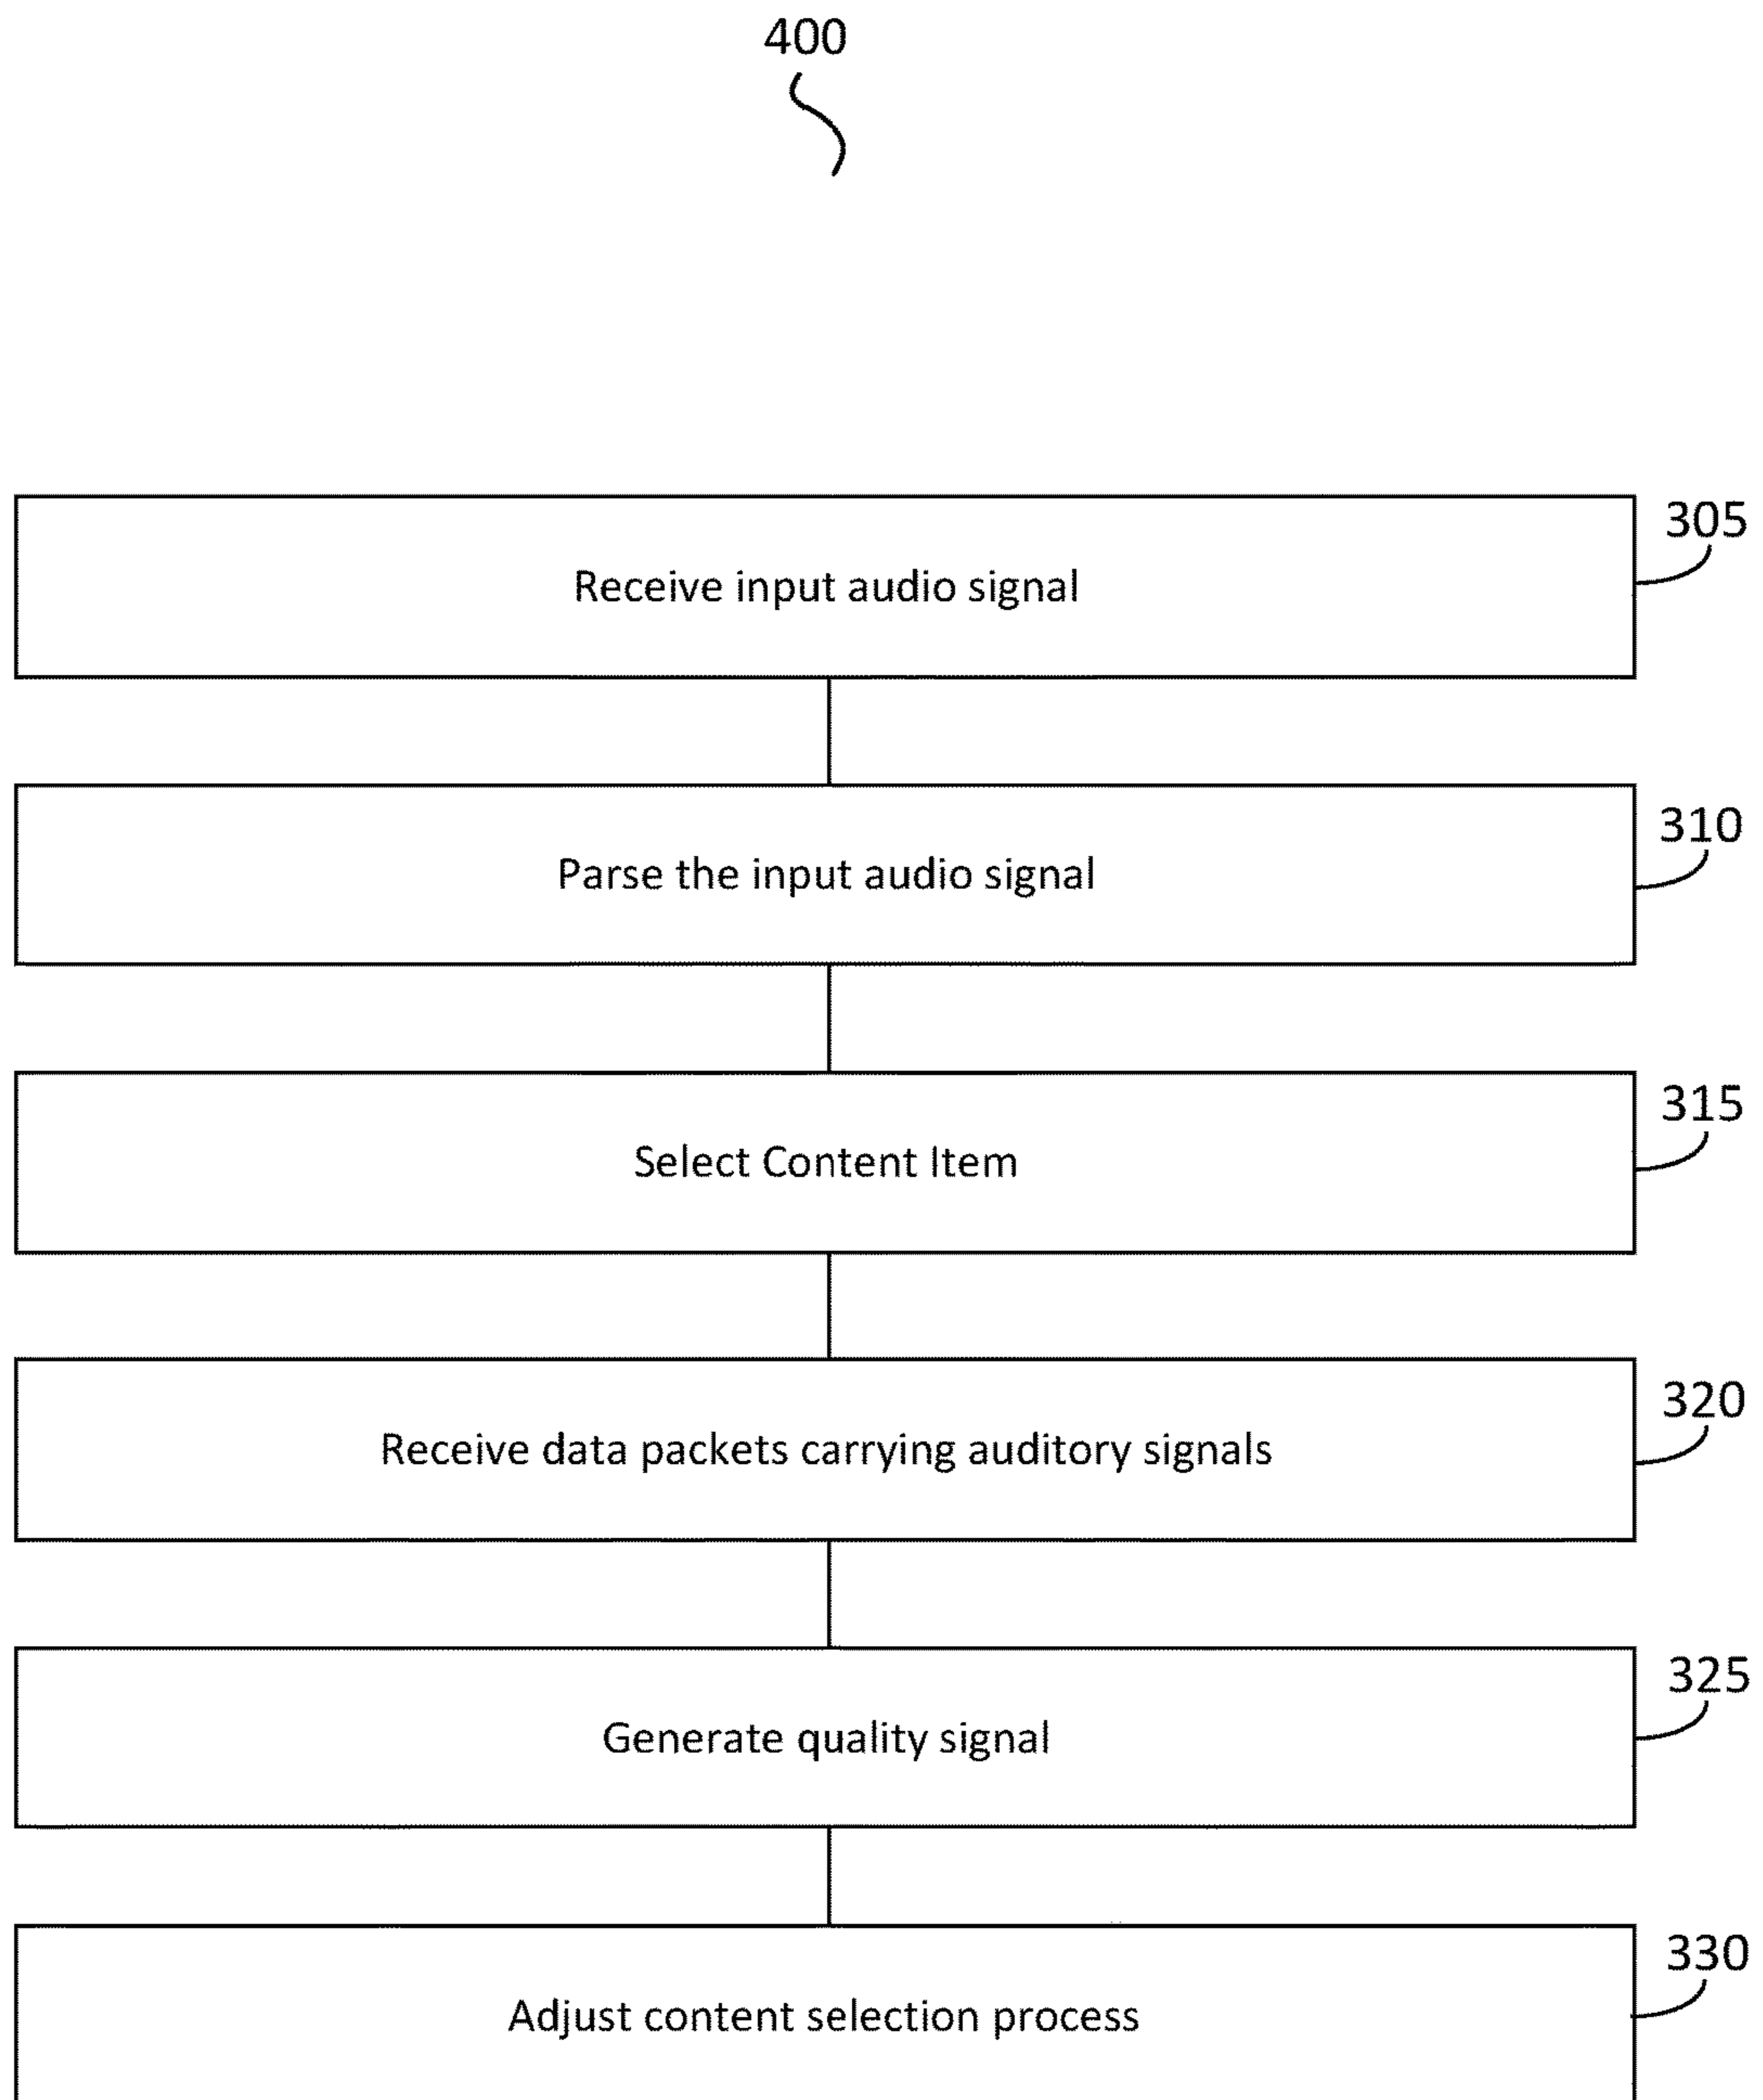 400
305
Receive input audio signal
310
Parse the input audio signal
315
Select Content Item
320
Receive data packets carrying auditory signals
325
Generate quality signal
330
Adjust content selection process